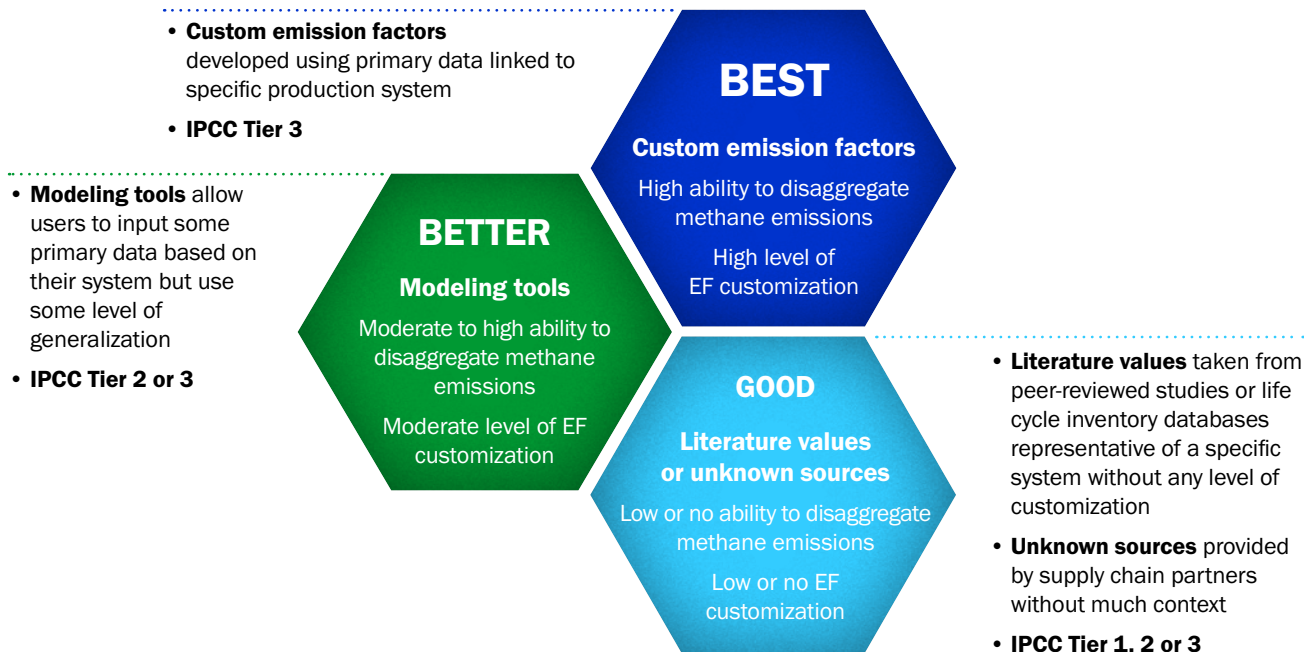 • Custom emission factors
developed using primary data linked to
specific production system
• IPCC Tier 3
BEST
Custom emission factors
High ability to disaggregate
methane emissions
High level of
EF customization
• Modeling tools allow
users to input some
primary data based on
their system but use
some level of
generalization
• IPCC Tier 2 or 3
BETTER
Modeling tools
Moderate to high ability to
disaggregate methane
emissions
Moderate level of EF
customization
GOOD
Literature values
or unknown sources
Low or no ability to disaggregate
methane emissions
Low or no EF
customization
• Literature values taken from
peer-reviewed studies or life
cycle inventory databases
representative of a specific
system without any level of
customization
• Unknown sources provided
by supply chain partners
without much context
• IPCC Tier 1, 2 or 3